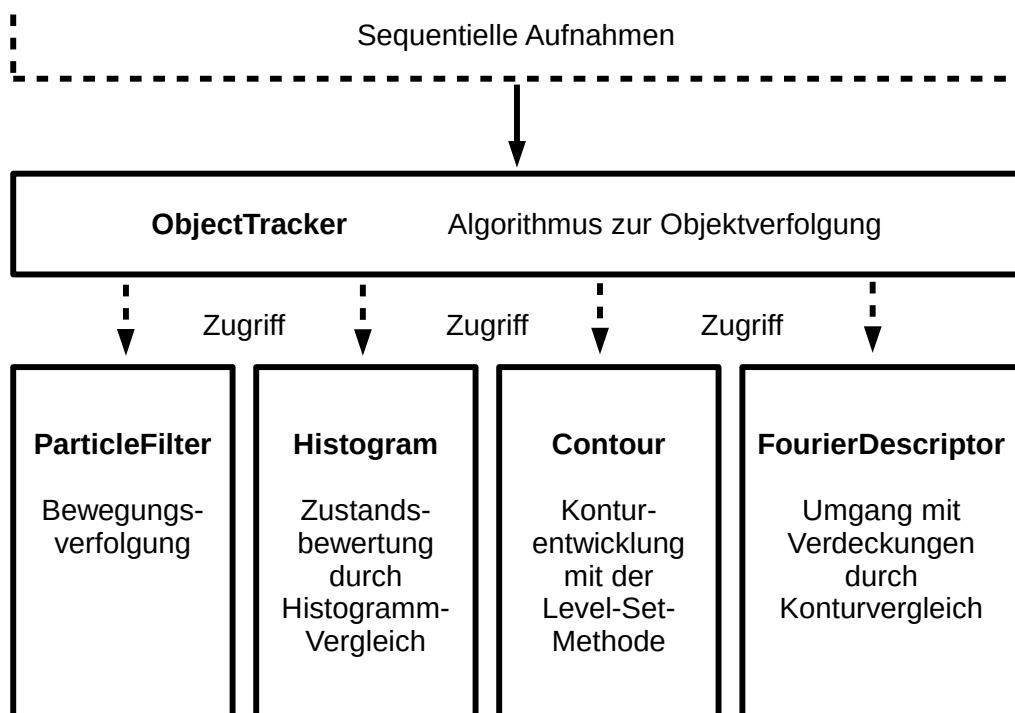 Sequentielle Aufnahmen
ObjectTracker Algorithmus zur Objektverfolgung
Zugriff Zugriff Zugriff
ParticleFilter
Bewegungs-
verfolgung
Histogram
Zustands-
bewertung
durch
Histogramm-
Vergleich
Contour
Kontur-
entwicklung
mit der
Level-Set-
Methode
FourierDescriptor
Umgang mit
Verdeckungen
durch
Konturvergleich